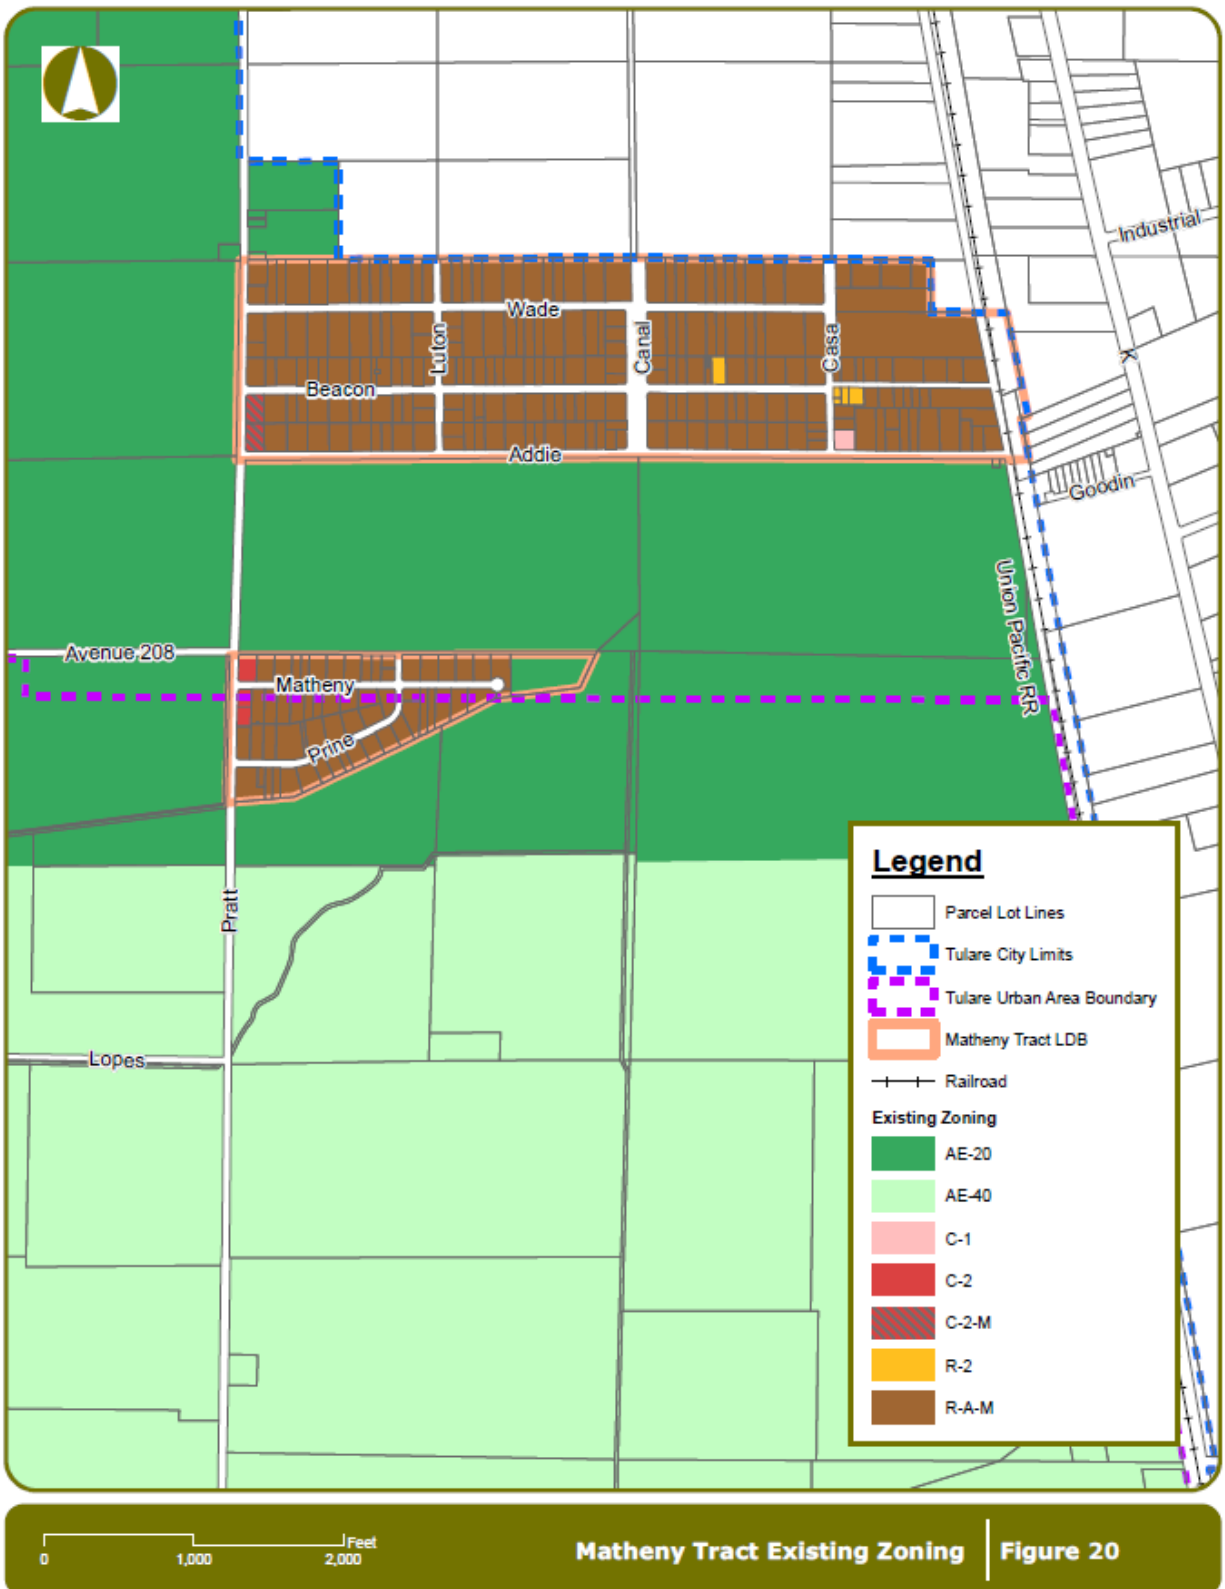 Industrial
Wade
Luton
Canal
Casa
K
Beacon
Addie
Goodin
Union Pacific RR
Avenue 208
Matheny
Prine
Pratt
Lopes
Legend
Parcel Lot Lines
Tulare City Limits
Tulare Urban Area Boundary
Matheny Tract LDB
Railroad
Existing Zoning
AE-20
AE-40
C-1
C-2
C-2-M
R-2
R-A-M
Feet
0 1,000 2,000
Matheny Tract Existing Zoning Figure 20